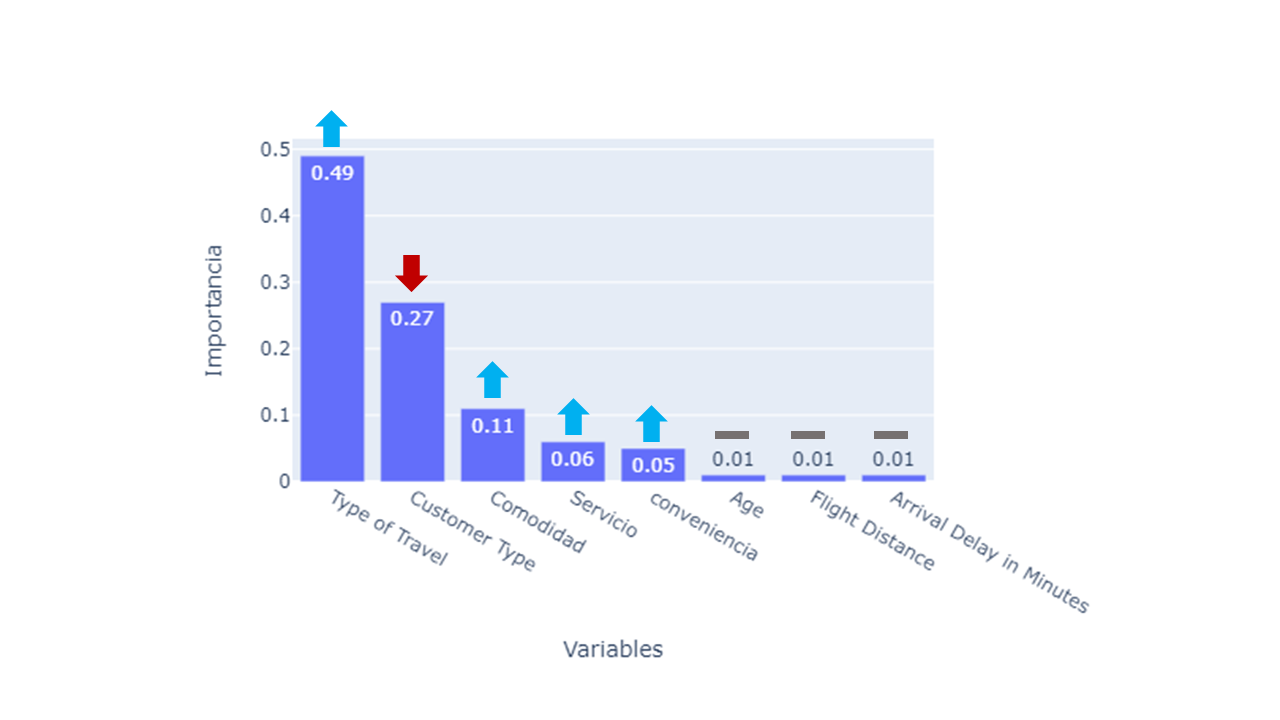 0.5
0.4
0.3
0.2
0.1
0
Importancia
0.49
0.27
0.11
0.06
0.05
0.01
0.01
0.01
Type of Travel
Customer Type
Comodidad
Servicio
conveniencia
Age
Flight Distance
Arrival Delay in Minutes
Variables